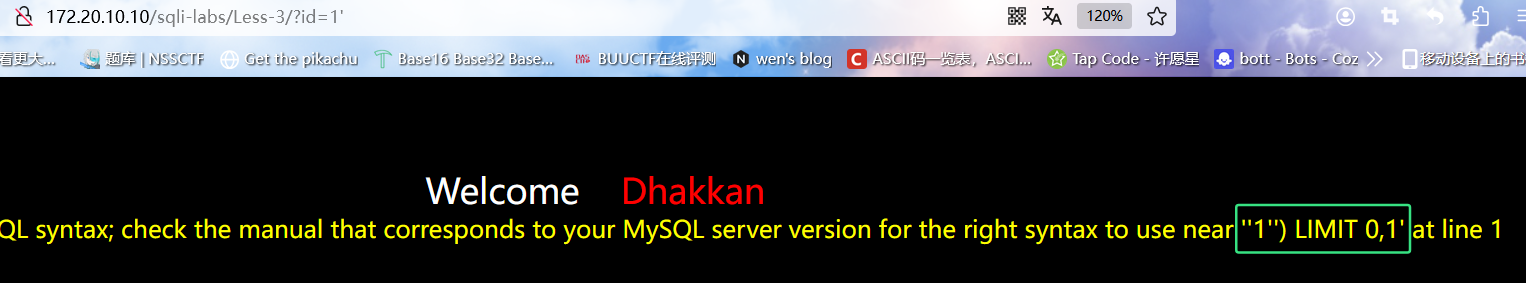 172.20.10.10/sqli-labs/Less-3/?id=1' 120%
看更大... 题库 | NSSCTF Get the pikachu Base16 Base32 Base... BUUCTF在线评测 wen's blog ASCII码一览表，ASCI... Tap Code - 许愿星 bott - Bots - Coz 移动设备上的书
Welcome Dhakkan
QL syntax; check the manual that corresponds to your MySQL server version for the right syntax to use near ''1'') LIMIT 0,1' at line 1